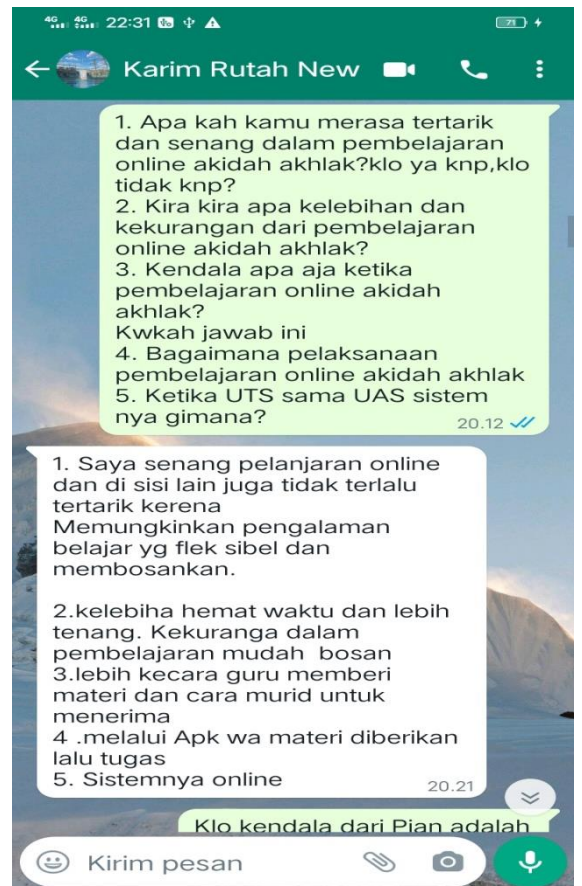 4G 4G 22:31 71
Karim Rutah New
1. Apa kah kamu merasa tertarik
dan senang dalam pembelajaran
online akidah akhlak?klo ya knp,klo
tidak knp?
2. Kira kira apa kelebihan dan
kekurangan dari pembelajaran
online akidah akhlak?
3. Kendala apa aja ketika
pembelajaran online akidah
akhlak?
Kwkah jawab ini
4. Bagaimana pelaksanaan
pembelajaran online akidah akhlak
5. Ketika UTS sama UAS sistem
nya gimana?
20.12
1. Saya senang pelanjaran online
dan di sisi lain juga tidak terlalu
tertarik kerena
Memungkinkan pengalaman
belajar yg flek sibel dan
membosankan.
2.kelebiha hemat waktu dan lebih
tenang. Kekuranga dalam
pembelajaran mudah bosan
3.lebih kecara guru memberi
materi dan cara murid untuk
menerima
4 .melalui Apk wa materi diberikan
lalu tugas
5. Sistemnya online
20.21
Klo kendala dari Pian adalah
Kirim pesan